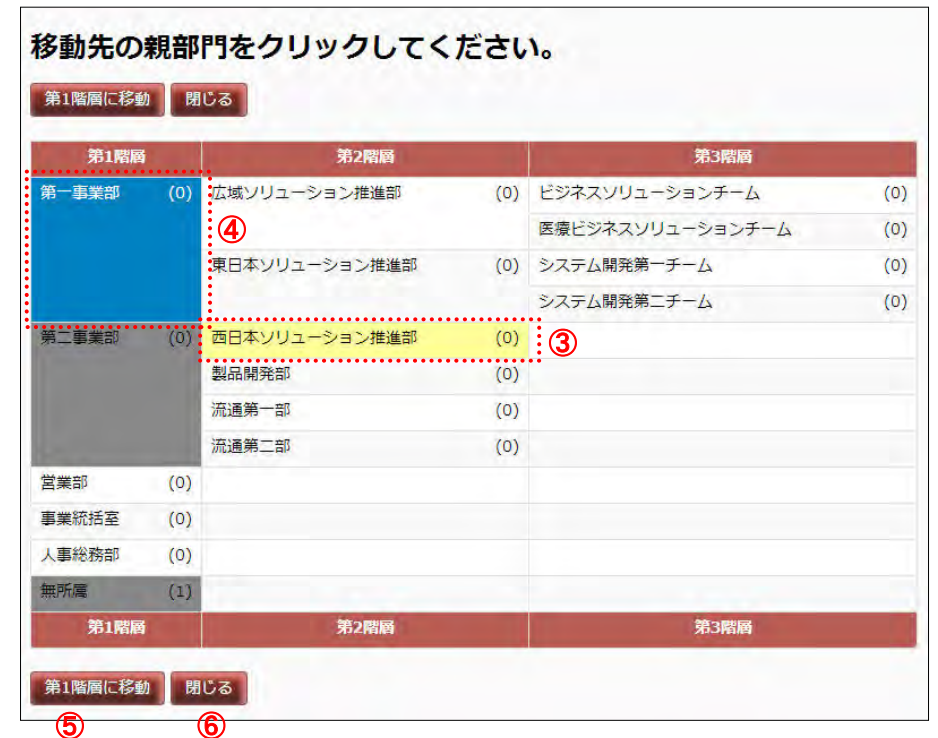 移動先の親部門をクリックしてください。
第1階層に移動 閉じる
第1階層 第2階層 第3階層
第一事業部 (0) 広域ソリューション推進部 (0) ビジネスソリューションチーム (0)
④ 医療ビジネスソリューションチーム (0)
東日本ソリューション推進部 (0) システム開発第一チーム (0)
システム開発第二チーム (0)
第二事業部 (0) 西日本ソリューション推進部 (0) ③
製品開発部 (0)
流通第一部 (0)
流通第二部 (0)
営業部 (0)
事業統括室 (0)
人事総務部 (0)
無所属 (1)
第1階層 第2階層 第3階層
第1階層に移動 閉じる
⑤ ⑥